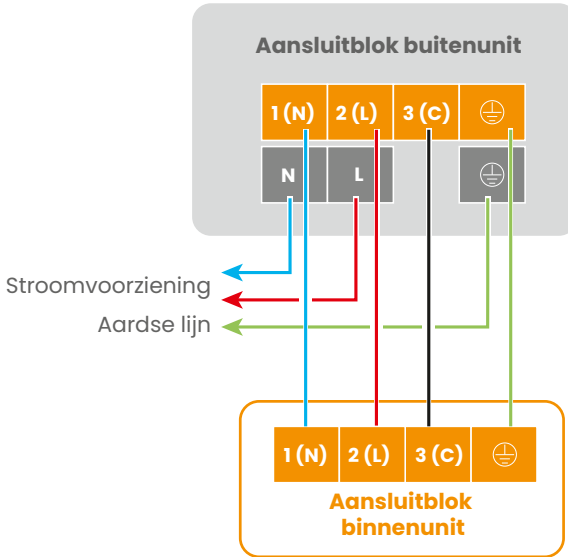 Aansluitblok buitenunit
1 (N) 2 (L) 3 (C)
N L
Stroomvoorziening
Aardse lijn
1 (N) 2 (L) 3 (C)
Aansluitblok
binnenunit